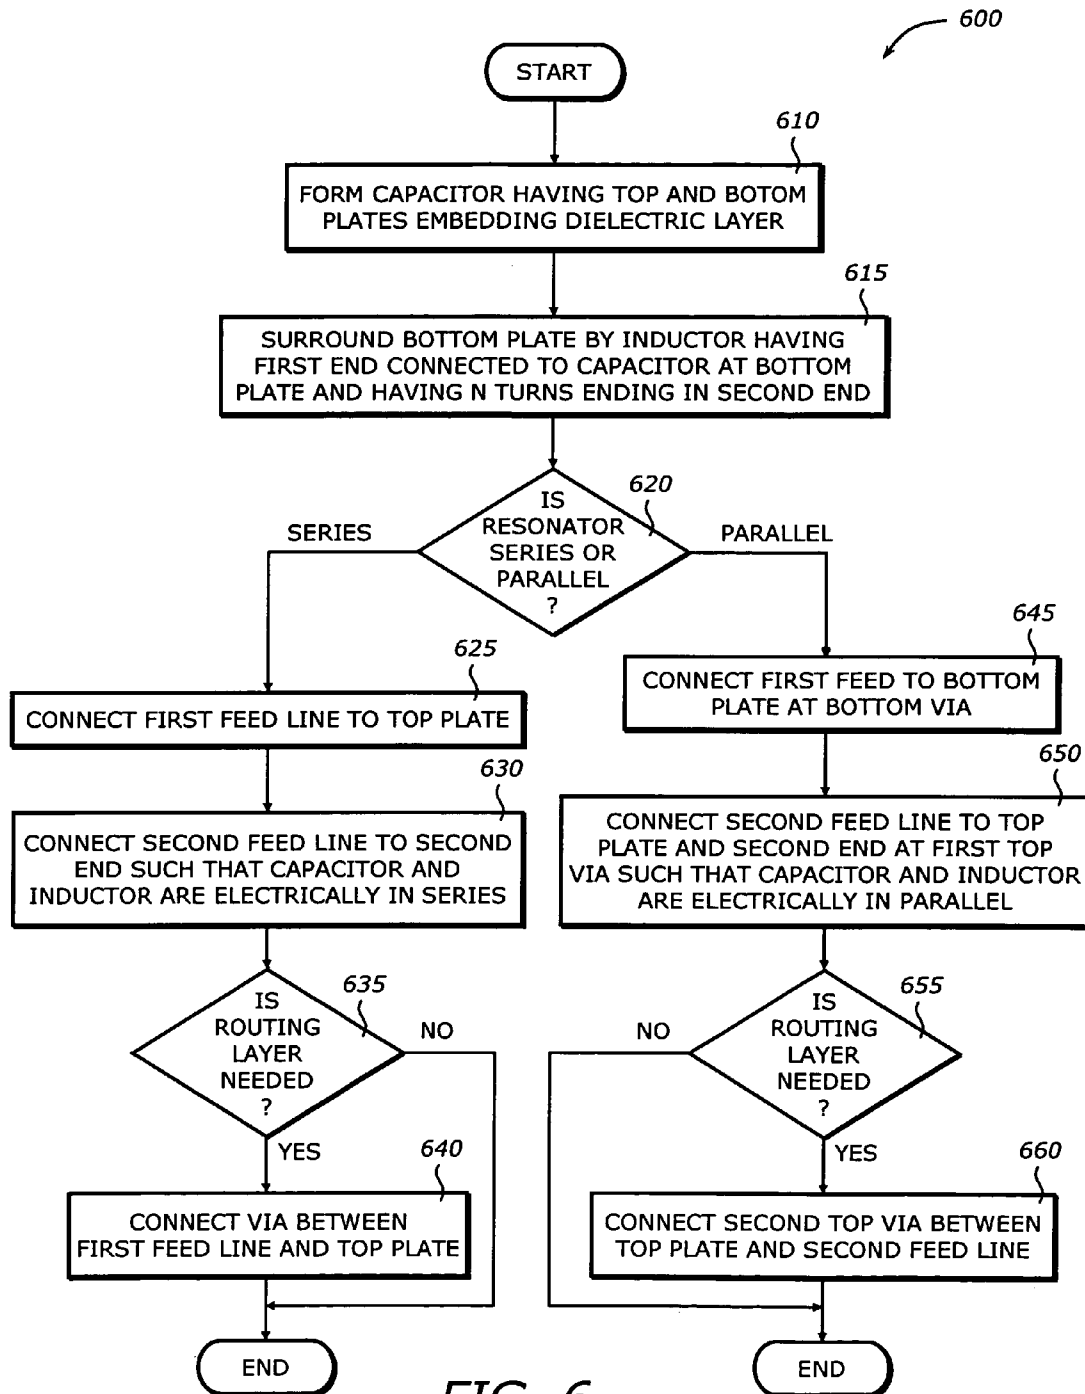 600
START
610
FORM CAPACITOR HAVING TOP AND BOTOM
PLATES EMBEDDING DIELECTRIC LAYER
615
SURROUND BOTTOM PLATE BY INDUCTOR HAVING
FIRST END CONNECTED TO CAPACITOR AT BOTTOM
PLATE AND HAVING N TURNS ENDING IN SECOND END
620
IS
RESONATOR
SERIES OR
PARALLEL
?
SERIES
PARALLEL
625
CONNECT FIRST FEED LINE TO TOP PLATE
630
CONNECT SECOND FEED LINE TO SECOND
END SUCH THAT CAPACITOR AND
INDUCTOR ARE ELECTRICALLY IN SERIES
635
IS
ROUTING
LAYER
NEEDED
?
NO
YES
640
CONNECT VIA BETWEEN
FIRST FEED LINE AND TOP PLATE
END
645
CONNECT FIRST FEED TO BOTTOM
PLATE AT BOTTOM VIA
650
CONNECT SECOND FEED LINE TO TOP
PLATE AND SECOND END AT FIRST TOP
VIA SUCH THAT CAPACITOR AND INDUCTOR
ARE ELECTRICALLY IN PARALLEL
655
IS
ROUTING
LAYER
NEEDED
?
NO
YES
660
CONNECT SECOND TOP VIA BETWEEN
TOP PLATE AND SECOND FEED LINE
END
FIG. 6